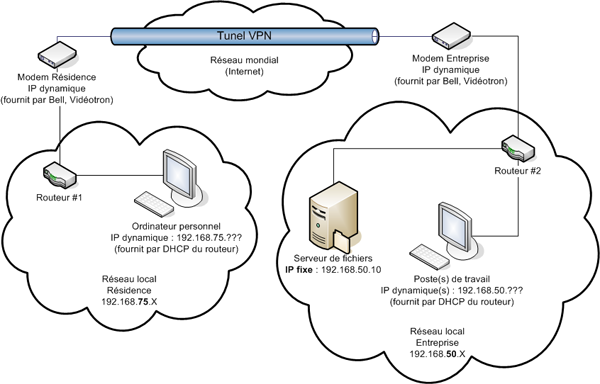 Tunel VPN
Réseau mondial
(Internet)
Modem Résidence
IP dynamique
(fournit par Bell, Vidéotron)
Modem Entreprise
IP dynamique
(fournit par Bell, Vidéotron)
Routeur #1
Ordinateur personnel
IP dynamique : 192.168.75.???
(fournit par DHCP du routeur)
Réseau local
Résidence
192.168.75.X
Routeur #2
Serveur de fichiers
IP fixe : 192.168.50.10
Poste(s) de travail
IP dynamique(s) : 192.168.50.???
(fournit par DHCP du routeur)
Réseau local
Entreprise
192.168.50.X